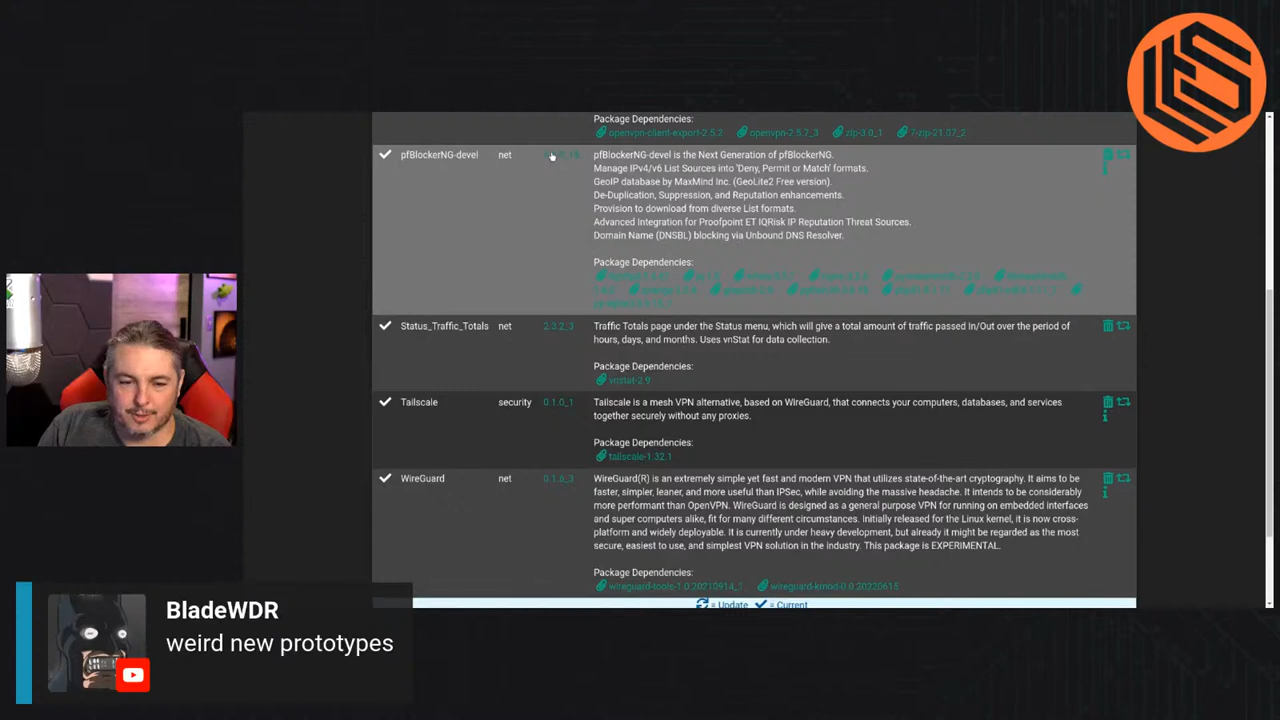 Package Dependencies:
openvpn-client-export-2.5.2 openvpn-2.5.7_3 zip-3.0_1 7-zip-21.07_2
pfBlockerNG-devel net pfBlockerNG-devel is the Next Generation of pfBlockerNG.
Manage IPv4/v6 List Sources into 'Deny, Permit or Match' formats.
GeoIP database by MaxMind Inc. (GeoLite2 Free version).
De-Duplication, Suppression, and Reputation enhancements.
Provision to download from diverse List formats.
Advanced Integration for Proofpoint ET IQRisk IP Reputation Threat Sources.
Domain Name (DNSBL) blocking via Unbound DNS Resolver.
Package Dependencies:
Status_Traffic_Totals net 2.3.2_3 Traffic Totals page under the Status menu, which will give a total amount of traffic passed In/Out over the period of
hours, days, and months. Uses vnStat for data collection.
Package Dependencies:
vnstat-2.9
Tailscale security 0.1.0_1 Tailscale is a mesh VPN alternative, based on WireGuard, that connects your computers, databases, and services
together securely without any proxies.
Package Dependencies:
tailscale-1.32.1
WireGuard net 0.1.6_3 WireGuard(R) is an extremely simple yet fast and modern VPN that utilizes state-of-the-art cryptography. It aims to be
faster, simpler, leaner, and more useful than IPSec, while avoiding the massive headache. It intends to be considerably
more performant than OpenVPN. WireGuard is designed as a general purpose VPN for running on embedded interfaces
and super computers alike, fit for many different circumstances. Initially released for the Linux kernel, it is now cross-
platform and widely deployable. It is currently under heavy development, but already it might be regarded as the most
secure, easiest to use, and simplest VPN solution in the industry. This package is EXPERIMENTAL.
Package Dependencies:
wireguard-tools-1.0.20210914_1 wireguard-kmod-0.0.20220615
= Update = Current
BladeWDR
weird new prototypes